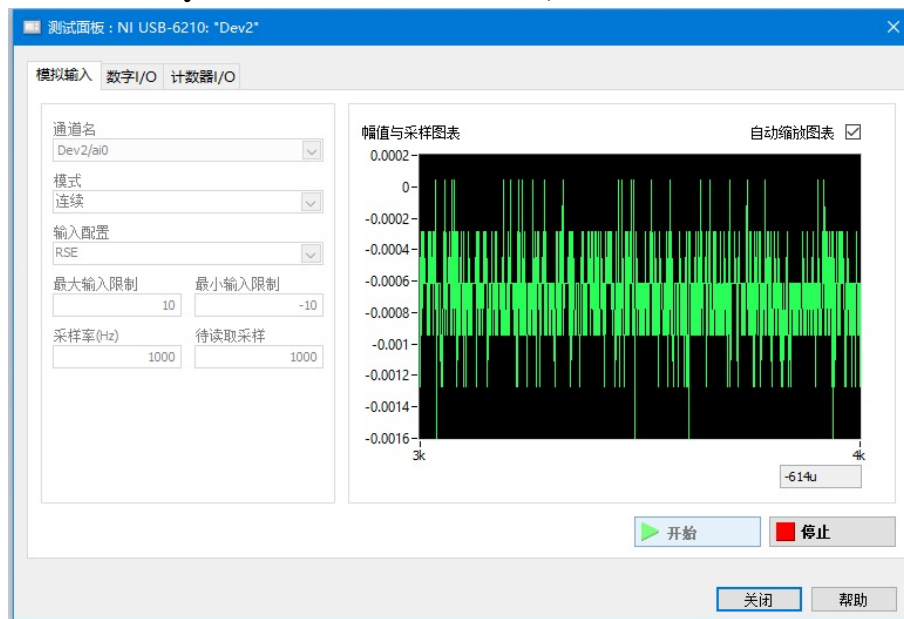 测试面板 : NI USB-6210: "Dev2"
模拟输入 数字I/O 计数器I/O
通道名
Dev2/ai0
模式
连续
输入配置
RSE
最大输入限制 最小输入限制
10 -10
采样率(Hz) 待读取采样
1000 1000
幅值与采样图表 自动缩放图表
0.0002
0
-0.0002
-0.0004
-0.0006
-0.0008
-0.001
-0.0012
-0.0014
-0.0016
3k 4k
-614u
开始 停止
关闭 帮助